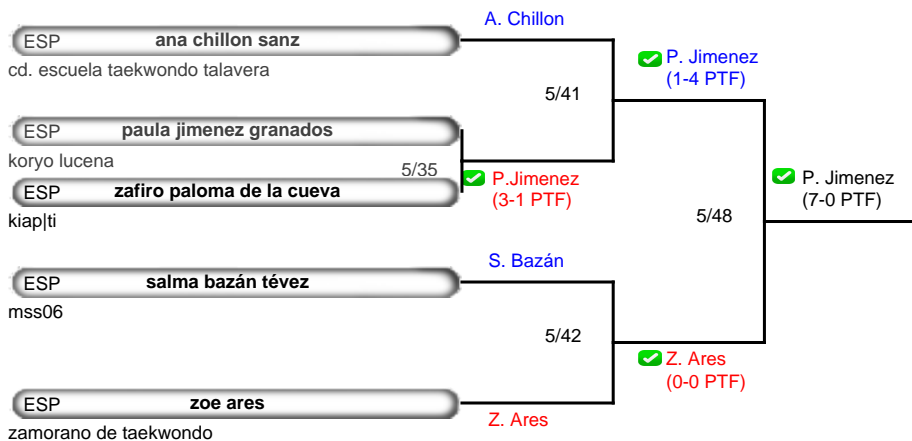 A. Chillon
ESP ana chillon sanz
cd. escuela taekwondo talavera
P. Jimenez
(1-4 PTF)
5/41
ESP paula jimenez granados
koryo lucena
5/35
P.Jimenez
(3-1 PTF)
ESP zafiro paloma de la cueva
kiap|ti
P. Jimenez
(7-0 PTF)
5/48
S. Bazán
ESP salma bazán tévez
mss06
5/42
Z. Ares
(0-0 PTF)
ESP zoe ares
Z. Ares
zamorano de taekwondo